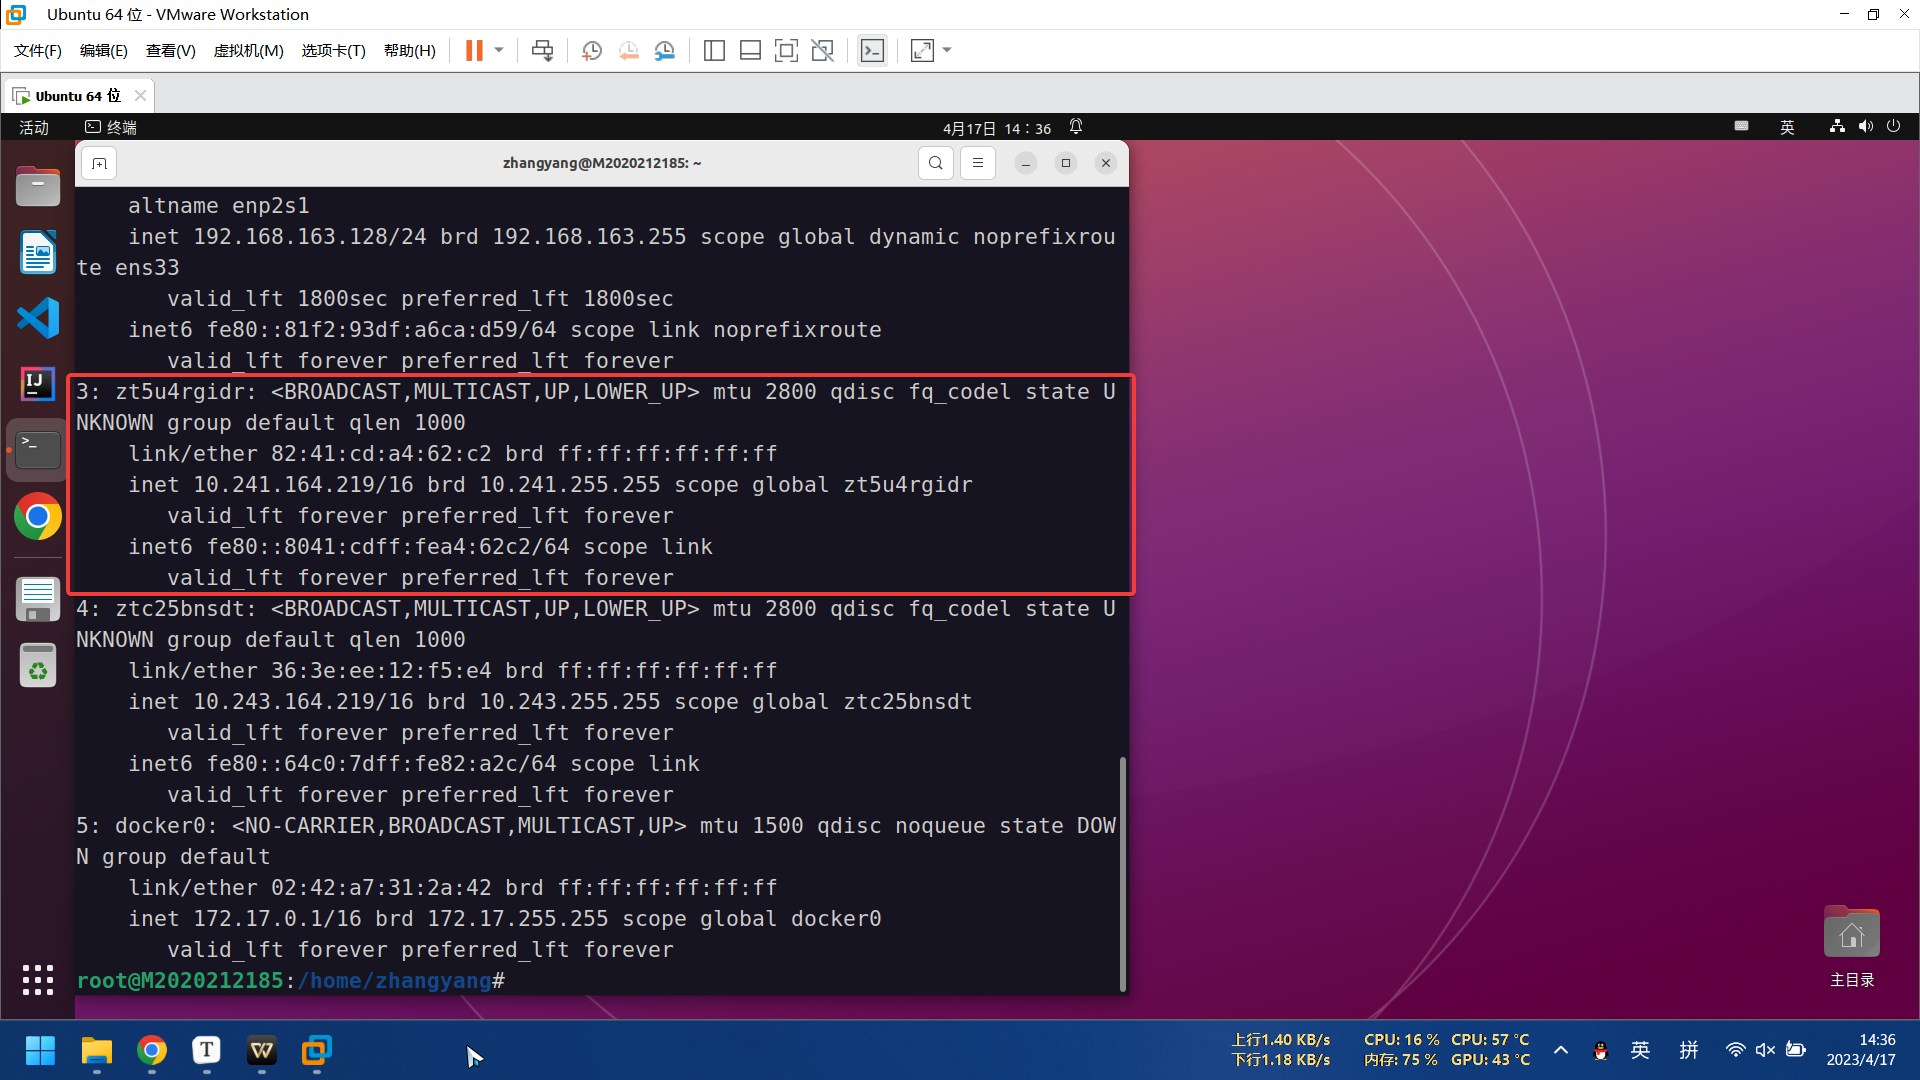 Ubuntu 64 位 - VMware Workstation
文件(F) 编辑(E) 查看(V) 虚拟机(M) 选项卡(T) 帮助(H)
Ubuntu 64 位
活动 终端 4月17日 14：36 英
zhangyang@M2020212185: ~
altname enp2s1
inet 192.168.163.128/24 brd 192.168.163.255 scope global dynamic noprefixrou
te ens33
valid_lft 1800sec preferred_lft 1800sec
inet6 fe80::81f2:93df:a6ca:d59/64 scope link noprefixroute
valid_lft forever preferred_lft forever
3: zt5u4rgidr: <BROADCAST,MULTICAST,UP,LOWER_UP> mtu 2800 qdisc fq_codel state U
NKNOWN group default qlen 1000
link/ether 82:41:cd:a4:62:c2 brd ff:ff:ff:ff:ff:ff
inet 10.241.164.219/16 brd 10.241.255.255 scope global zt5u4rgidr
valid_lft forever preferred_lft forever
inet6 fe80::8041:cdff:fea4:62c2/64 scope link
valid_lft forever preferred_lft forever
4: ztc25bnsdt: <BROADCAST,MULTICAST,UP,LOWER_UP> mtu 2800 qdisc fq_codel state U
NKNOWN group default qlen 1000
link/ether 36:3e:ee:12:f5:e4 brd ff:ff:ff:ff:ff:ff
inet 10.243.164.219/16 brd 10.243.255.255 scope global ztc25bnsdt
valid_lft forever preferred_lft forever
inet6 fe80::64c0:7dff:fe82:a2c/64 scope link
valid_lft forever preferred_lft forever
5: docker0: <NO-CARRIER,BROADCAST,MULTICAST,UP> mtu 1500 qdisc noqueue state DOW
N group default
link/ether 02:42:a7:31:2a:42 brd ff:ff:ff:ff:ff:ff
inet 172.17.0.1/16 brd 172.17.255.255 scope global docker0
valid_lft forever preferred_lft forever
root@M2020212185:/home/zhangyang#
IJ
>_
主目录
T
W
上行1.40 KB/s CPU: 16 % CPU: 57 °C
下行1.18 KB/s 内存: 75 % GPU: 43 °C
英 拼
14:36
2023/4/17